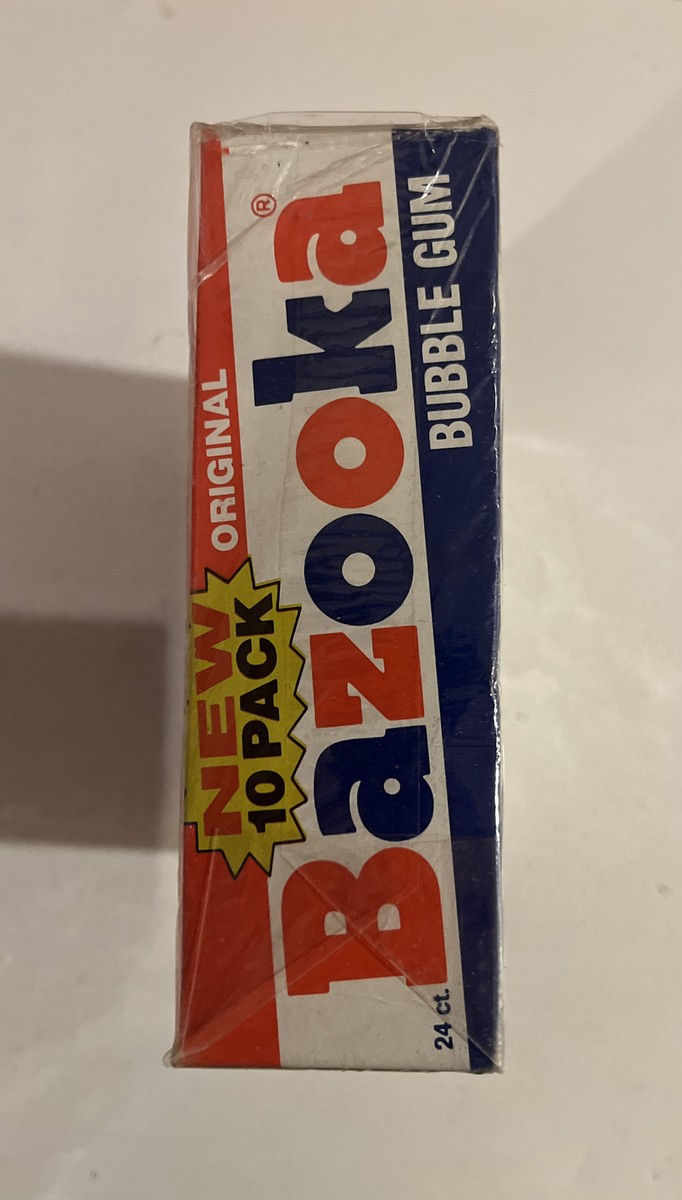 NEW
10 PACK
ORIGINAL
Bazooka®
BUBBLE GUM
24 ct.